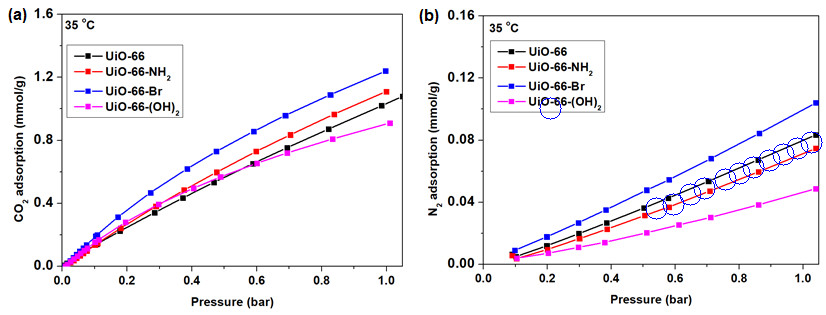 (a)
1.6
1.2
0.8
0.4
0.0
CO2 adsorption (mmol/g)
35 °C
UiO-66
UiO-66-NH2
UiO-66-Br
UiO-66-(OH)2
0.0 0.2 0.4 0.6 0.8 1.0
Pressure (bar)
(b)
0.16
0.12
0.08
0.04
0.00
N2 adsorption (mmol/g)
35 °C
UiO-66
UiO-66-NH2
UiO-66-Br
UiO-66-(OH)2
0.0 0.2 0.4 0.6 0.8 1.0
Pressure (bar)